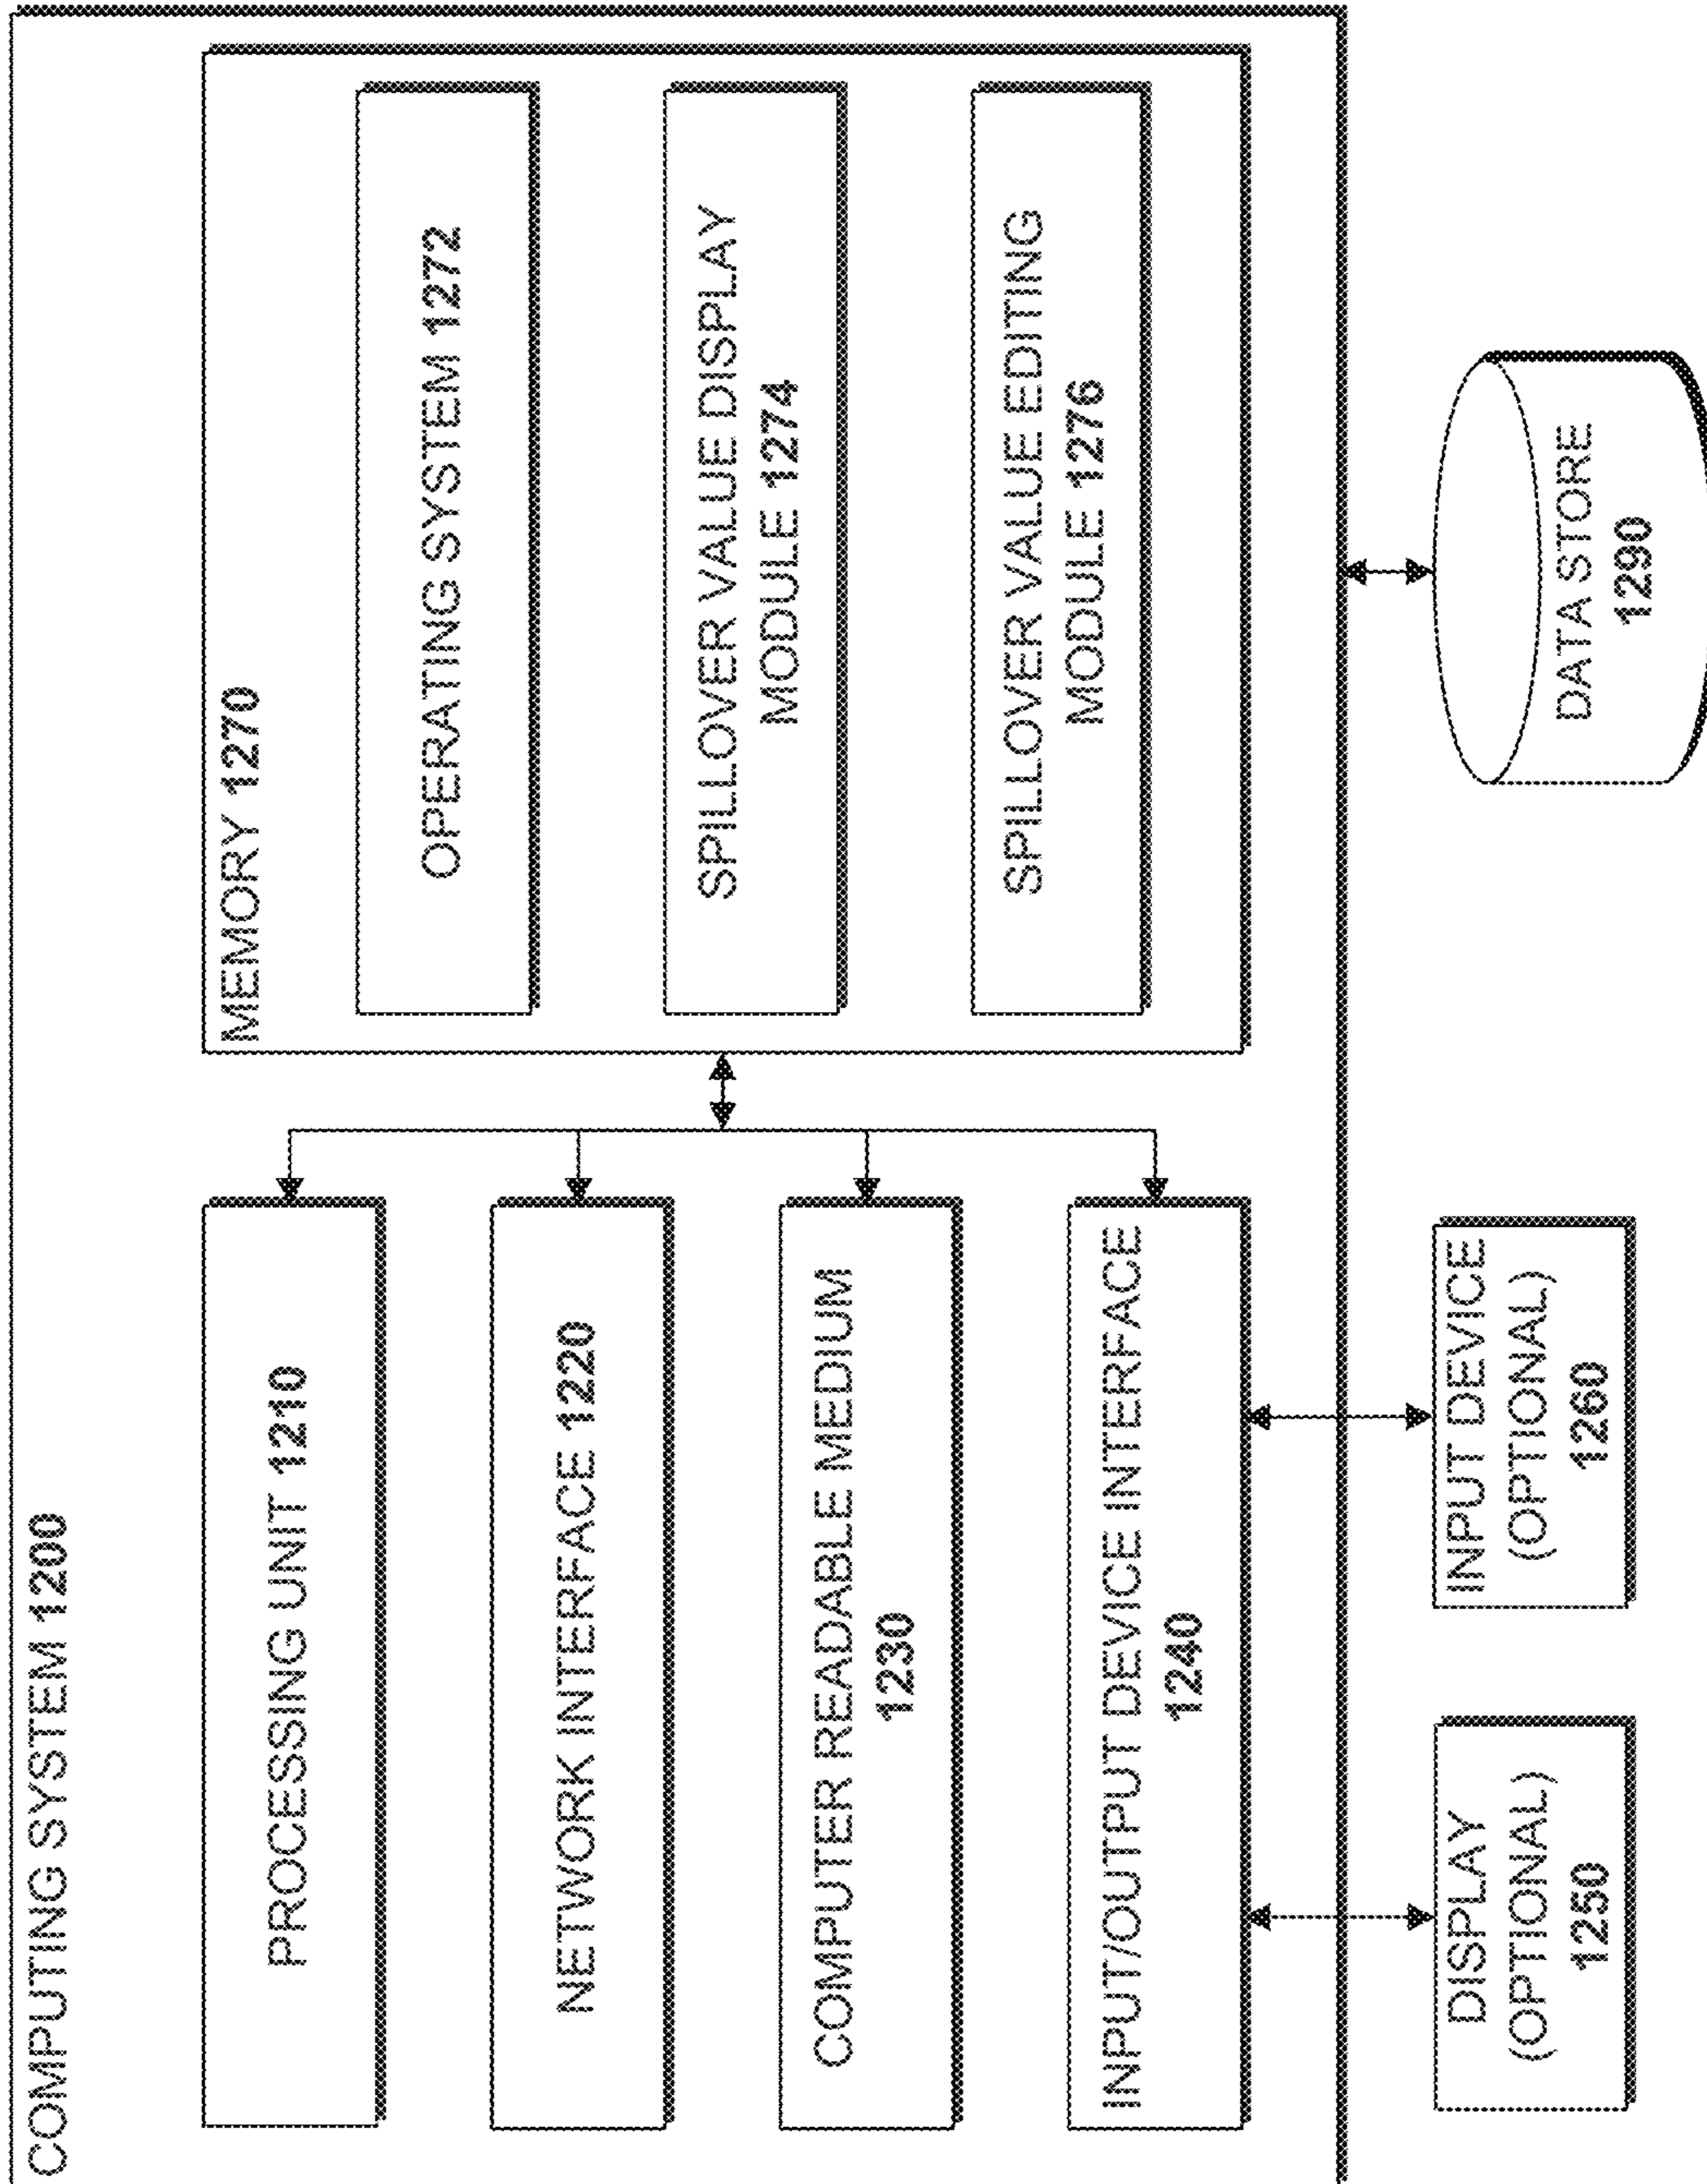 COMPUTING SYSTEM 1200
PROCESSING UNIT 1210
NETWORK INTERFACE 1220
COMPUTER READABLE MEDIUM
1230
INPUT/OUTPUT DEVICE INTERFACE
1240
MEMORY 1270
OPERATING SYSTEM 1272
SPILLOVER VALUE DISPLAY
MODULE 1274
SPILLOVER VALUE EDITING
MODULE 1276
DISPLAY
(OPTIONAL)
1250
INPUT DEVICE
(OPTIONAL)
1260
DATA STORE
1290